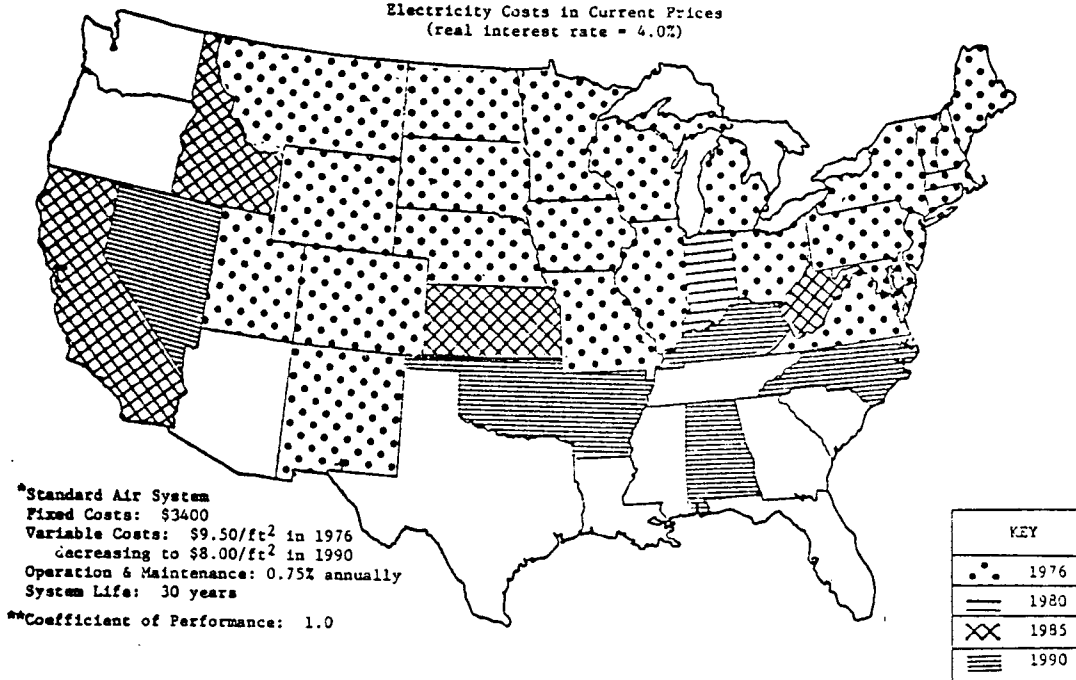 Electricity Costs in Current Prices
(real interest rate = 4.0%)
*Standard Air System
Fixed Costs: $3400
Variable Costs: $9.50/ft² in 1976
decreasing to $8.00/ft² in 1990
Operation & Maintenance: 0.75% annually
System Life: 30 years
**Coefficient of Performance: 1.0
KEY
1976
1980
1985
1990